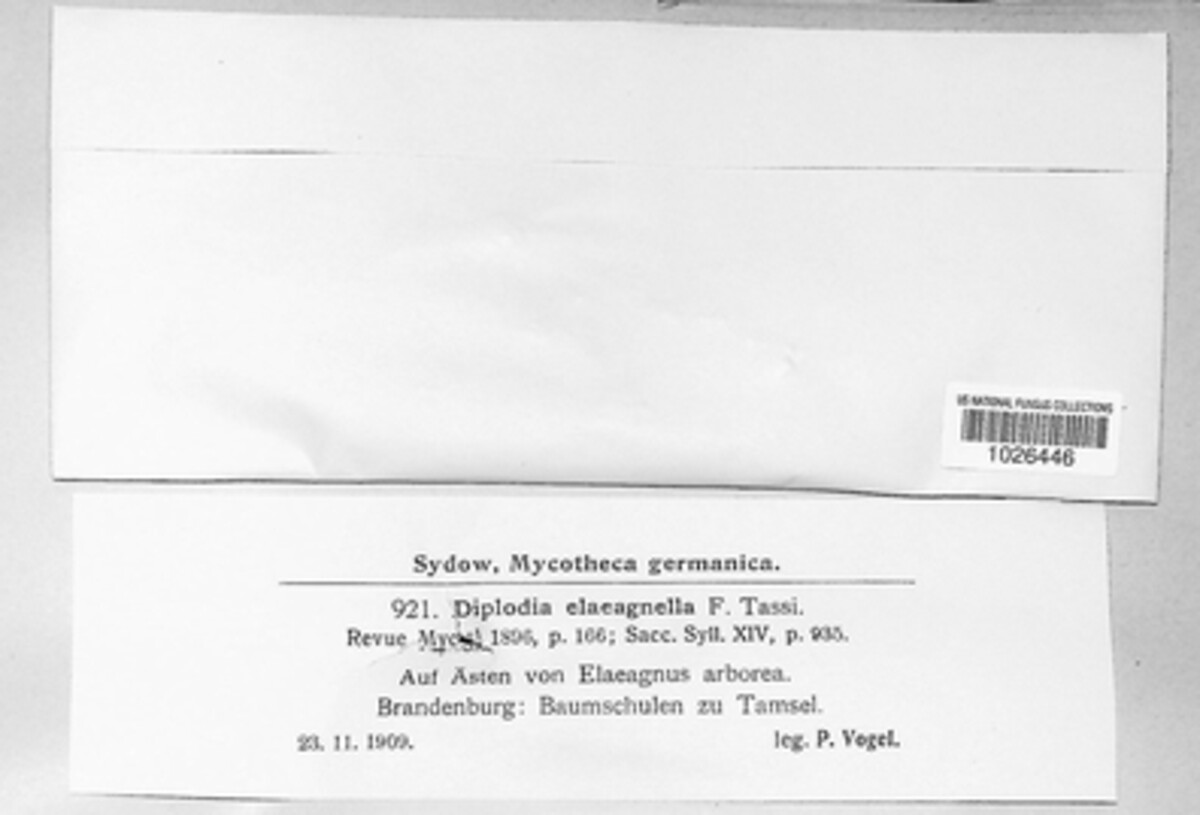 US NATIONAL FUNGUS COLLECTIONS
1026446
Sydow, Mycotheca germanica.
921. Diplodia elaeagnella F. Tassi.
Revue Mycol. 1896, p. 166; Sacc. Syll. XIV, p. 935.
Auf Ästen von Elaeagnus arborea.
Brandenburg: Baumschulen zu Tamsel.
23. 11. 1909. leg. P. Vogel.